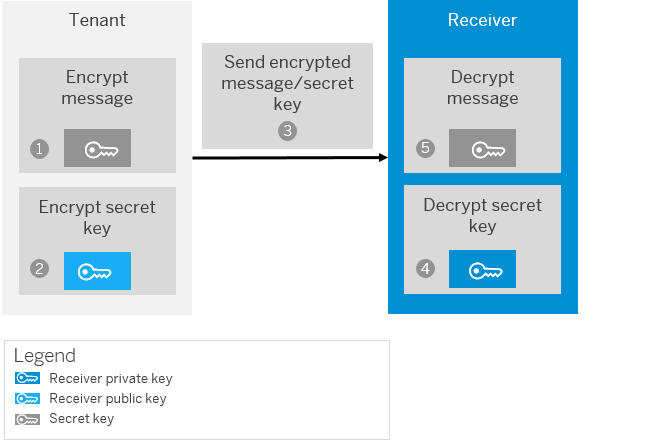 Tenant
Encrypt
message
1
Encrypt secret
key
2
Send encrypted
message/secret
key
3
Receiver
Decrypt
message
5
Decrypt secret
key
4
Legend
Receiver private key
Receiver public key
Secret key